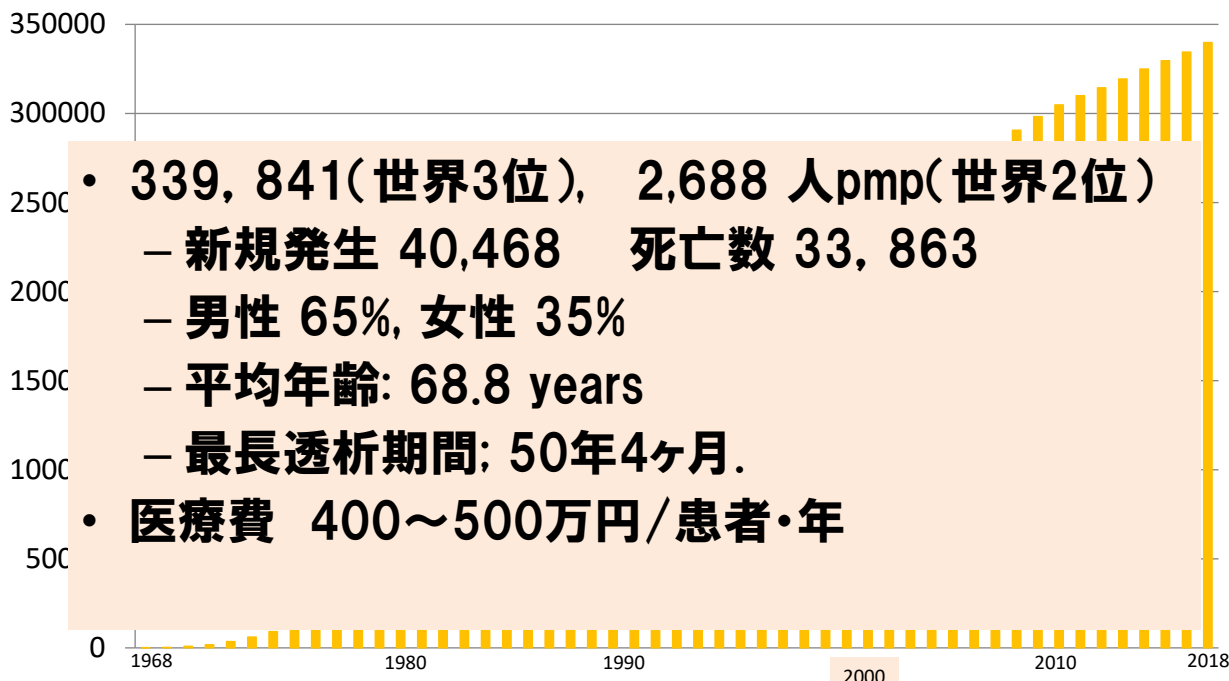 350000
300000
2500
2000
1500
1000
500
0
• 339, 841(世界3位),　2,688 人pmp(世界2位)
– 新規発生 40,468　死亡数 33, 863
– 男性 65%, 女性 35%
– 平均年齢: 68.8 years
– 最長透析期間; 50年4ヶ月.
• 医療費　400～500万円/患者・年
1968 1980 1990 2000 2010 2018